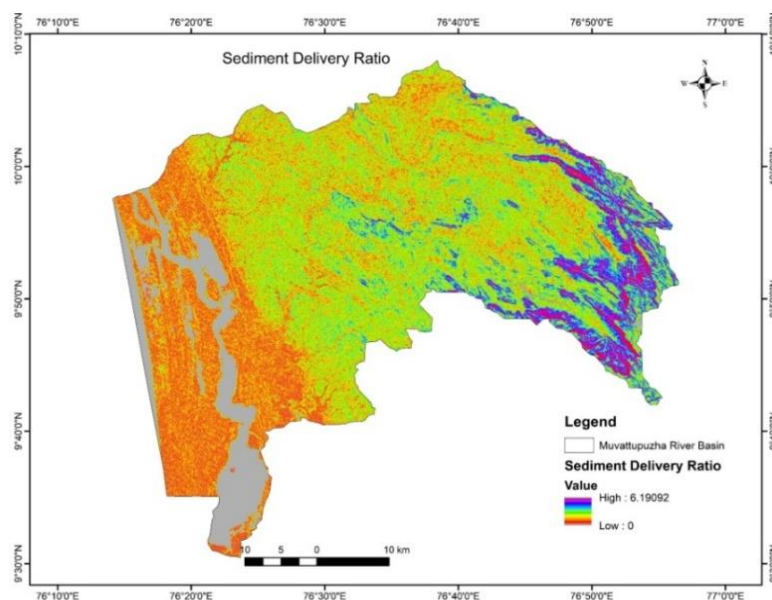 76°10'0"E 76°20'0"E 76°30'0"E 76°40'0"E 76°50'0"E 77°0'0"E
10°10'0"N
Sediment Delivery Ratio
N
W E
S
10°0'0"N
9°50'0"N
9°40'0"N
9°30'0"N
Legend
Muvattupuzha River Basin
Sediment Delivery Ratio
Value
High : 6.19092
Low : 0
10 5 0 10 km
76°10'0"E 76°20'0"E 76°30'0"E 76°40'0"E 76°50'0"E 77°0'0"E